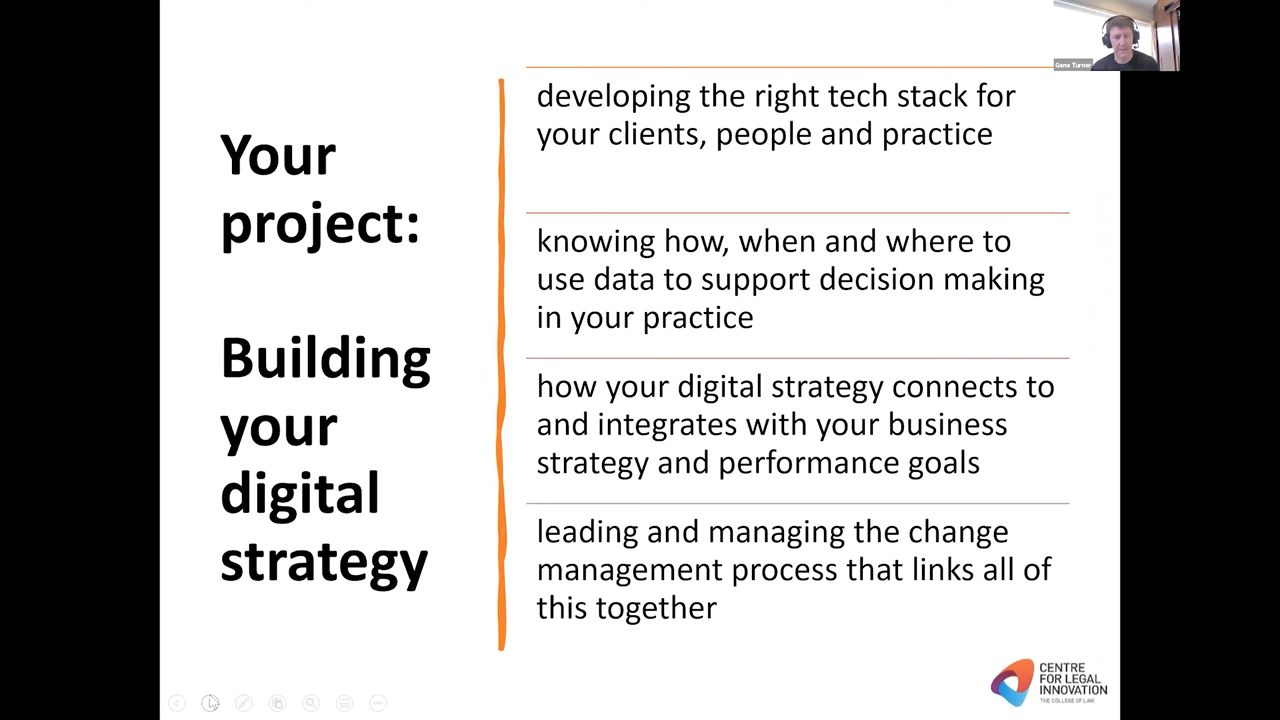 Your
project:
Building
your
digital
strategy
developing the right tech stack for
your clients, people and practice
knowing how, when and where to
use data to support decision making
in your practice
how your digital strategy connects to
and integrates with your business
strategy and performance goals
leading and managing the change
management process that links all of
this together
Gene Turner
CENTRE
FOR LEGAL
INNOVATION
THE COLLEGE OF LAW